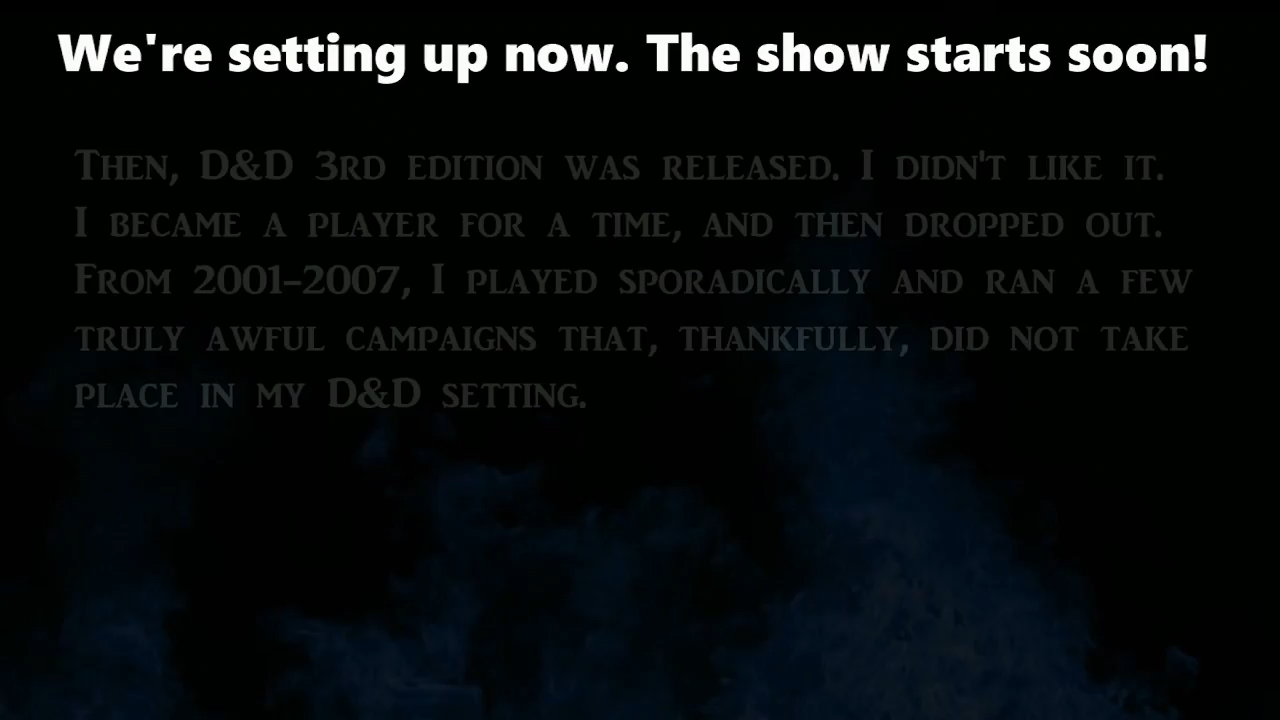 We're setting up now. The show starts soon!
Then, D&D 3rd edition was released. I didn't like it.
I became a player for a time, and then dropped out.
From 2001-2007, I played sporadically and ran a few
truly awful campaigns that, thankfully, did not take
place in my D&D setting.